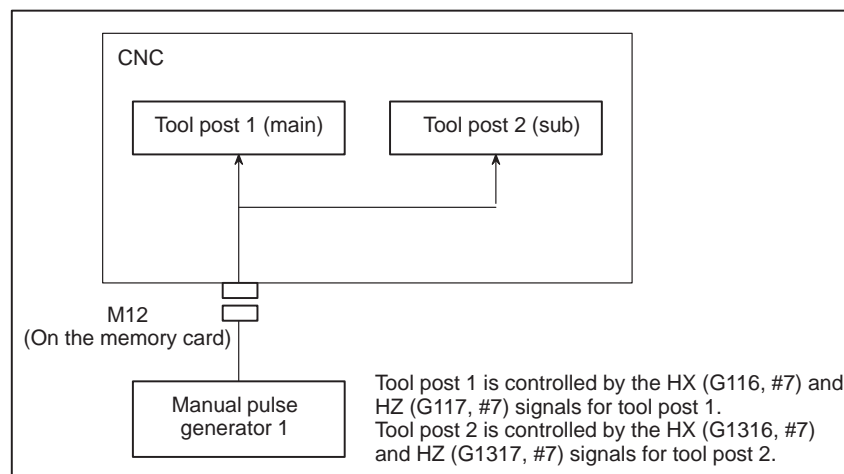 CNC
Tool post 1 (main)
Tool post 2 (sub)
M12
(On the memory card)
Manual pulse
generator 1
Tool post 1 is controlled by the HX (G116, #7) and
HZ (G117, #7) signals for tool post 1.
Tool post 2 is controlled by the HX (G1316, #7)
and HZ (G1317, #7) signals for tool post 2.